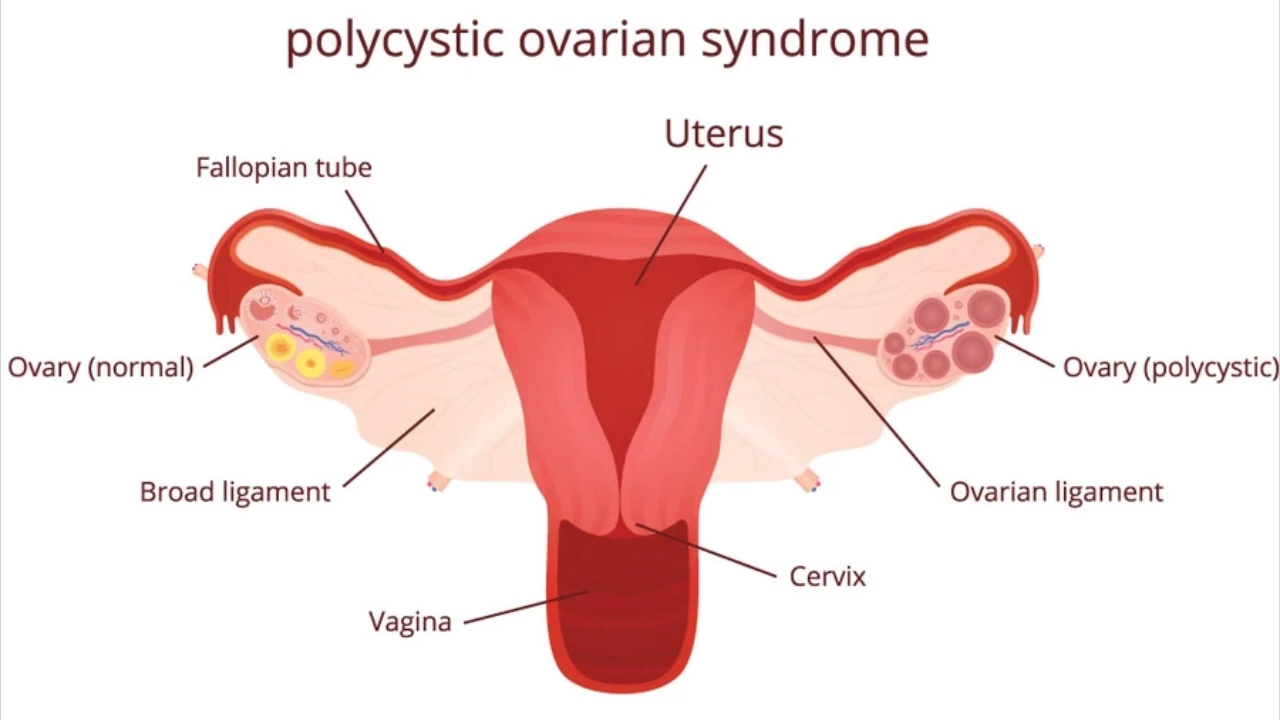 polycystic ovarian syndrome
Uterus
Fallopian tube
Ovary (normal)
Ovary (polycystic)
Broad ligament
Ovarian ligament
Cervix
Vagina